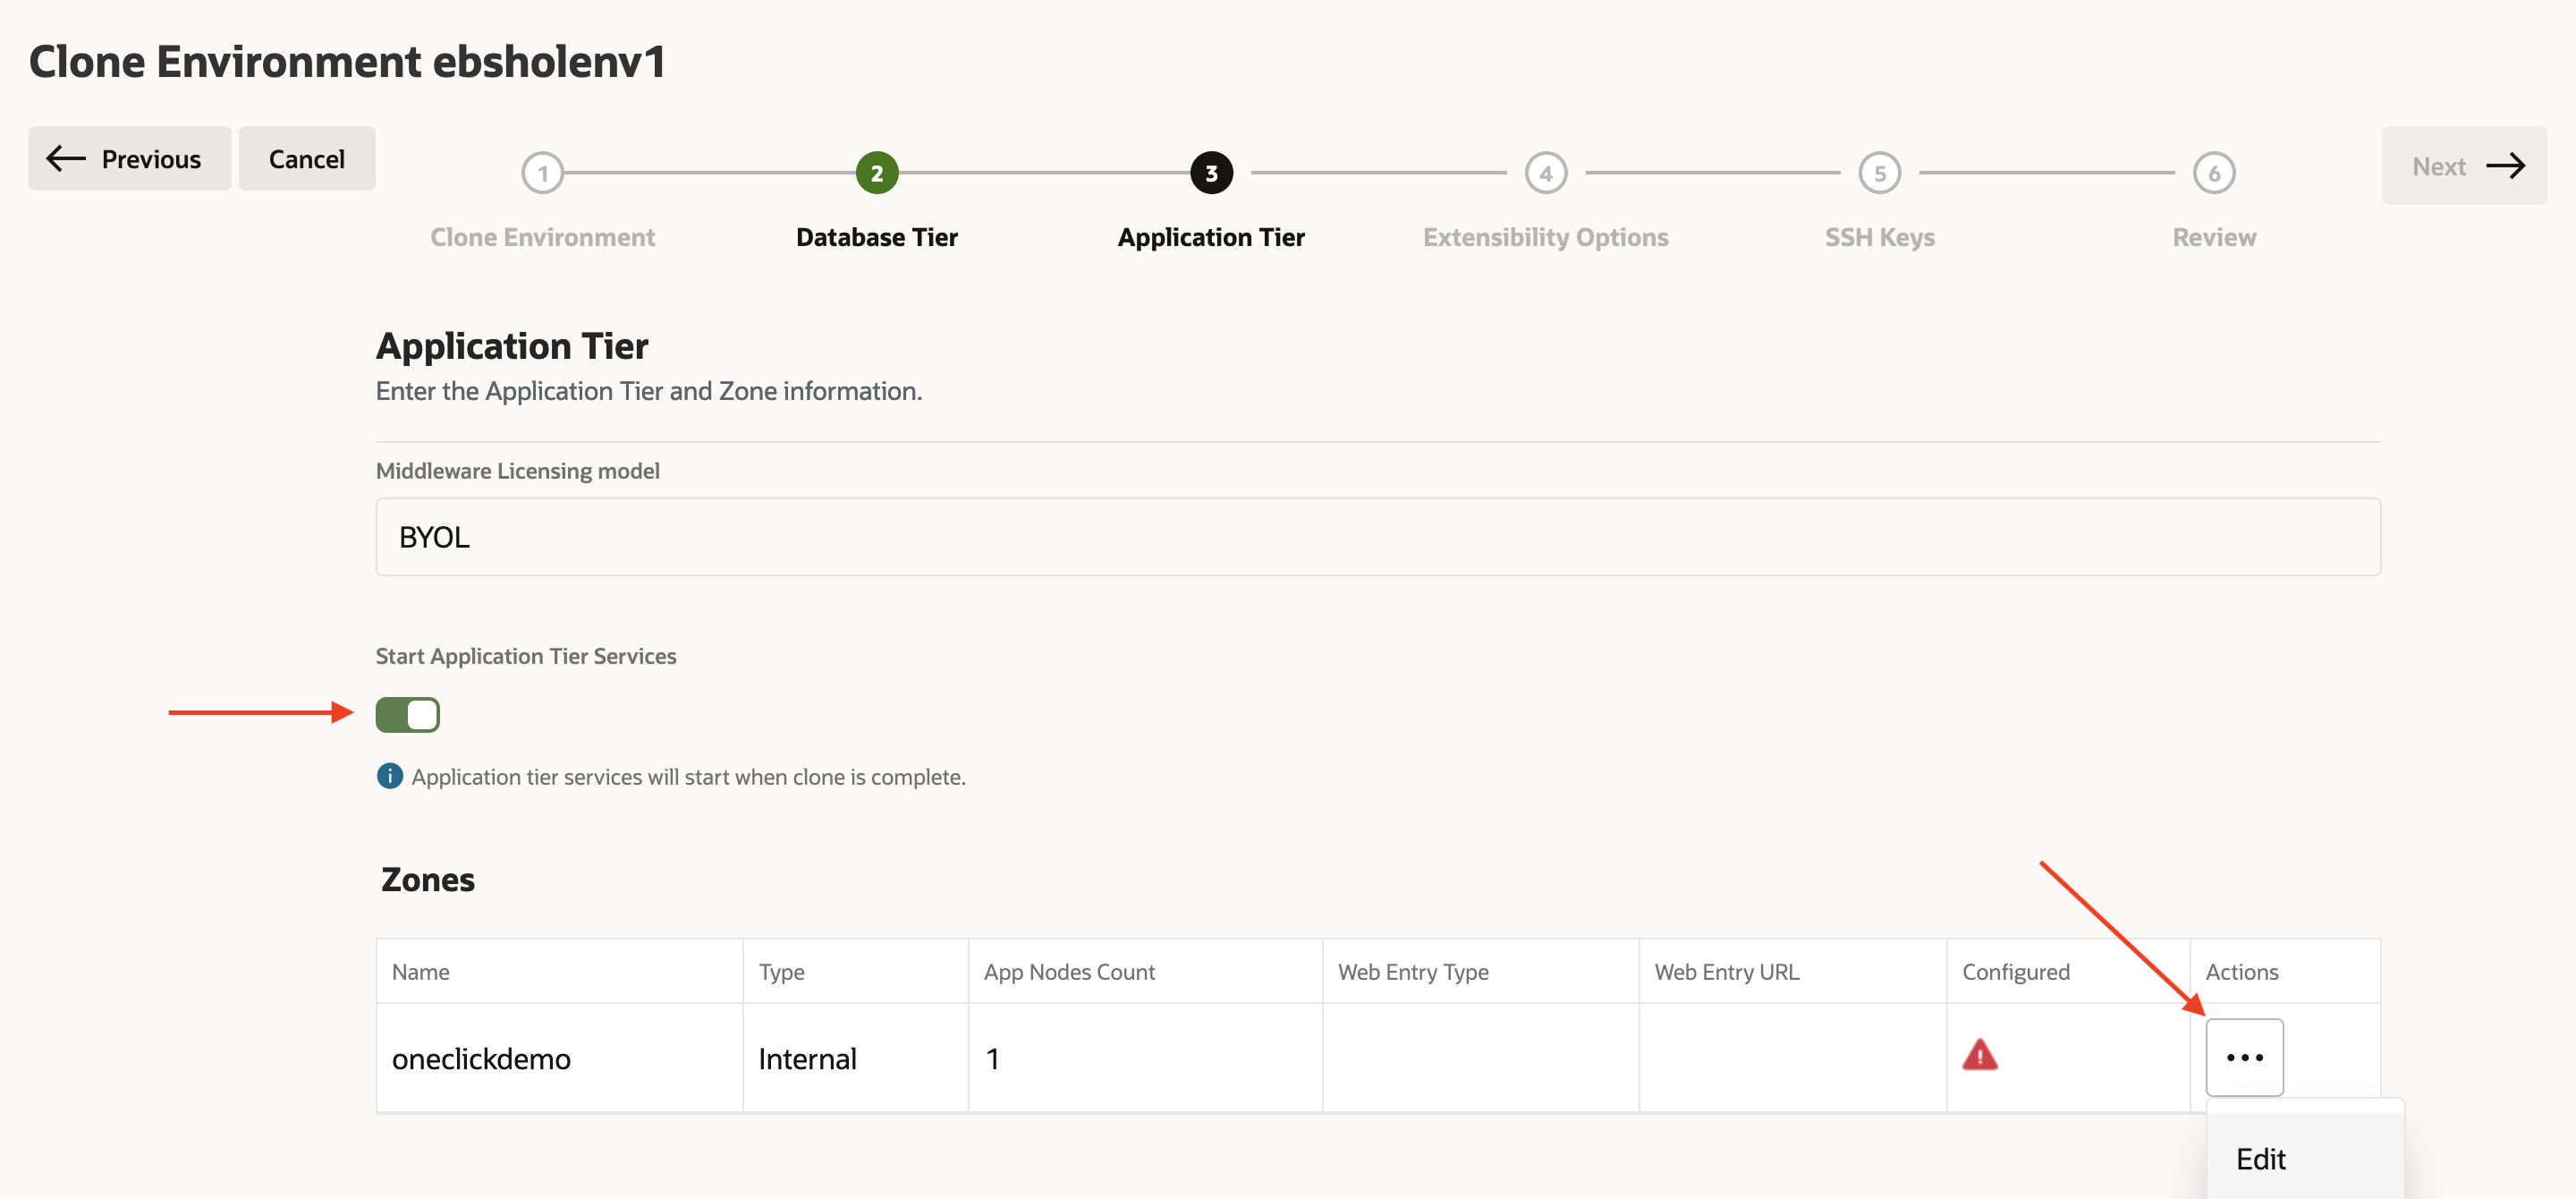 Clone Environment ebsholenv1
Previous
Cancel
1
2
3
4
5
6
Next
Clone Environment
Database Tier
Application Tier
Extensibility Options
SSH Keys
Review
Application Tier
Enter the Application Tier and Zone information.
Middleware Licensing model
BYOL
Start Application Tier Services
Application tier services will start when clone is complete.
Zones
Name Type App Nodes Count Web Entry Type Web Entry URL Configured Actions
oneclickdemo Internal 1
Edit